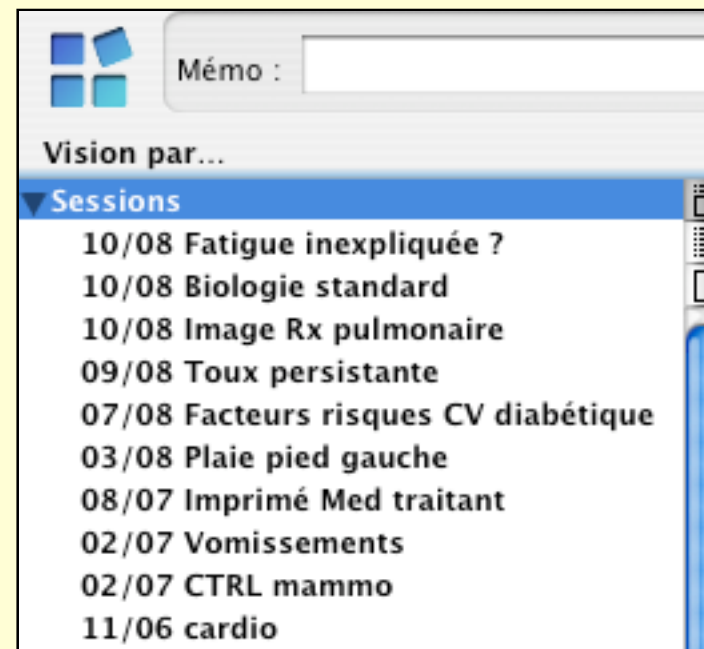 Mémo :
Vision par...
Sessions
10/08 Fatigue inexpliquée ?
10/08 Biologie standard
10/08 Image Rx pulmonaire
09/08 Toux persistante
07/08 Facteurs risques CV diabétique
03/08 Plaie pied gauche
08/07 Imprimé Med traitant
02/07 Vomissements
02/07 CTRL mammo
11/06 cardio